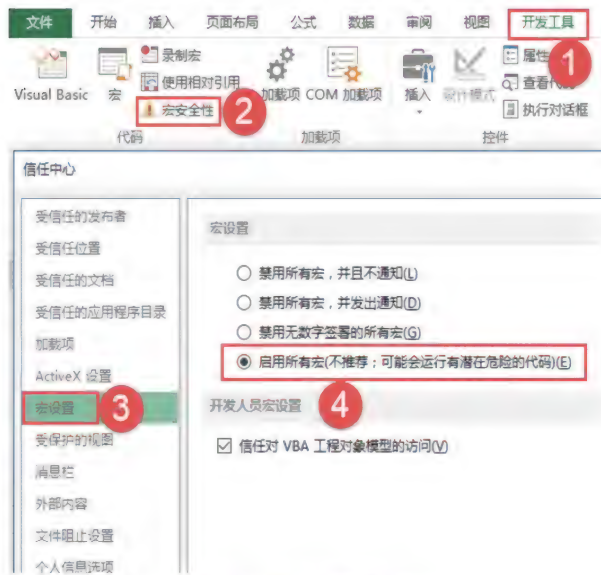 文件 开始 插入 页面布局 公式 数据 审阅 视图 开发工具
1
录制宏 属性
使用相对引用 查看代码
Visual Basic 宏 加载项 COM 加载项 插入 设计模式
宏安全性 2 执行对话框
代码 加载项 控件
信任中心
受信任的发布者
受信任位置
受信任的文档
受信任的应用程序目录
加载项
ActiveX 设置
宏设置 3
受保护的视图
消息栏
外部内容
文件阻止设置
个人信息选项
宏设置
禁用所有宏，并且不通知(L)
禁用所有宏，并发出通知(D)
禁用无数字签署的所有宏(G)
启用所有宏(不推荐；可能会运行有潜在危险的代码)(E)
开发人员宏设置 4
信任对 VBA 工程对象模型的访问(V)